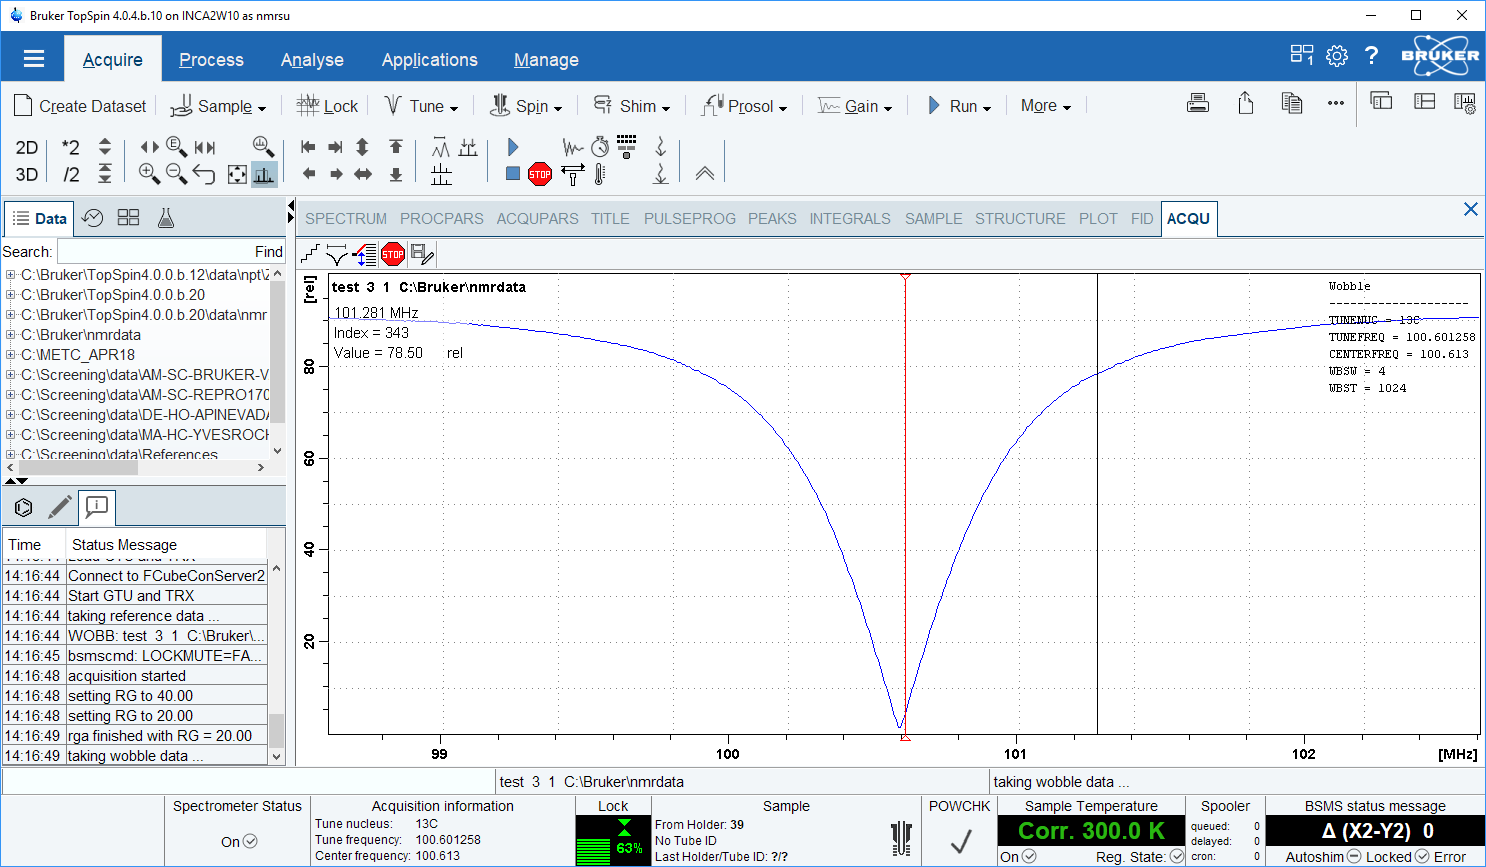 Bruker TopSpin 4.0.4.b.10 on INCA2W10 as nmrsu
Acquire Process Analyse Applications Manage
1 ? BRUKER
Create Dataset Sample Lock Tune Spin Shim Prosol Gain Run More ...
2D *2 E
3D /2 STOP
Data SPECTRUM PROCPARS ACQUPARS TITLE PULSEPROG PEAKS INTEGRALS SAMPLE STRUCTURE PLOT FID ACQU
Search: Find
STOP
C:\Bruker\TopSpin4.0.0.b.12\data\npt\
C:\Bruker\TopSpin4.0.0.b.20
C:\Bruker\TopSpin4.0.0.b.20\data\nmr
C:\Bruker\nmrdata
C:\METC_APR18
C:\Screening\data\AM-SC-BRUKER-V
C:\Screening\data\AM-SC-REPRO170
C:\Screening\data\DE-HO-APINEVADA
C:\Screening\data\MA-HC-YVESROCH
C:\Screening\data\References
Time Status Message
Load GTU and TRX
14:16:44 Connect to FCubeConServer2
14:16:44 Start GTU and TRX
14:16:44 taking reference data ...
14:16:44 WOBB: test 3 1 C:\Bruker\...
14:16:45 bsmscmd: LOCKMUTE=FA...
14:16:48 acquisition started
14:16:48 setting RG to 40.00
14:16:48 setting RG to 20.00
14:16:49 rga finished with RG = 20.00
14:16:49 taking wobble data ...
[rel]
test 3 1 C:\Bruker\nmrdata
101.281 MHz
Index = 343
Value = 78.50 rel
Wobble
--------------------
TUNENUC = 13C
TUNEFREQ = 100.601258
CENTERFREQ = 100.613
WBSW = 4
WBST = 1024
80
60
40
20
99 100 101 102 [MHz]
test 3 1 C:\Bruker\nmrdata taking wobble data ...
Spectrometer Status
On
Acquisition information
Tune nucleus: 13C
Tune frequency: 100.601258
Center frequency: 100.613
Lock
63%
Sample
From Holder: 39
No Tube ID
Last Holder/Tube ID: ?/?
POWCHK
Sample Temperature
Corr. 300.0 K
On Reg. State:
Spooler
queued: 0
delayed: 0
cron: 0
BSMS status message
Δ (X2-Y2) 0
Autoshim Locked Error